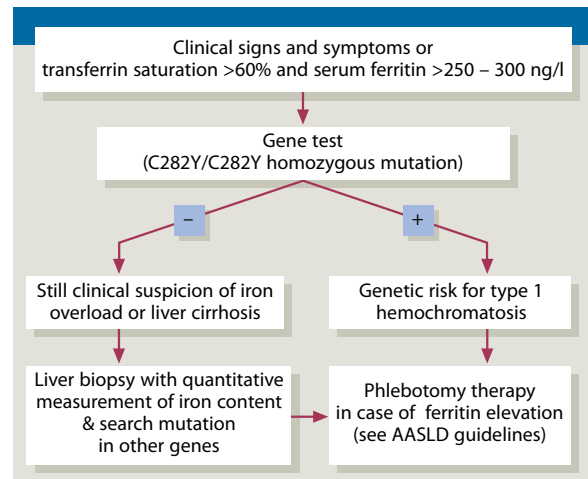 Clinical signs and symptoms or
transferrin saturation >60% and serum ferritin >250 – 300 ng/l
Gene test
(C282Y/C282Y homozygous mutation)
–
+
Still clinical suspicion of iron
overload or liver cirrhosis
Genetic risk for type 1
hemochromatosis
Liver biopsy with quantitative
measurement of iron content
& search mutation
in other genes
Phlebotomy therapy
in case of ferritin elevation
(see AASLD guidelines)